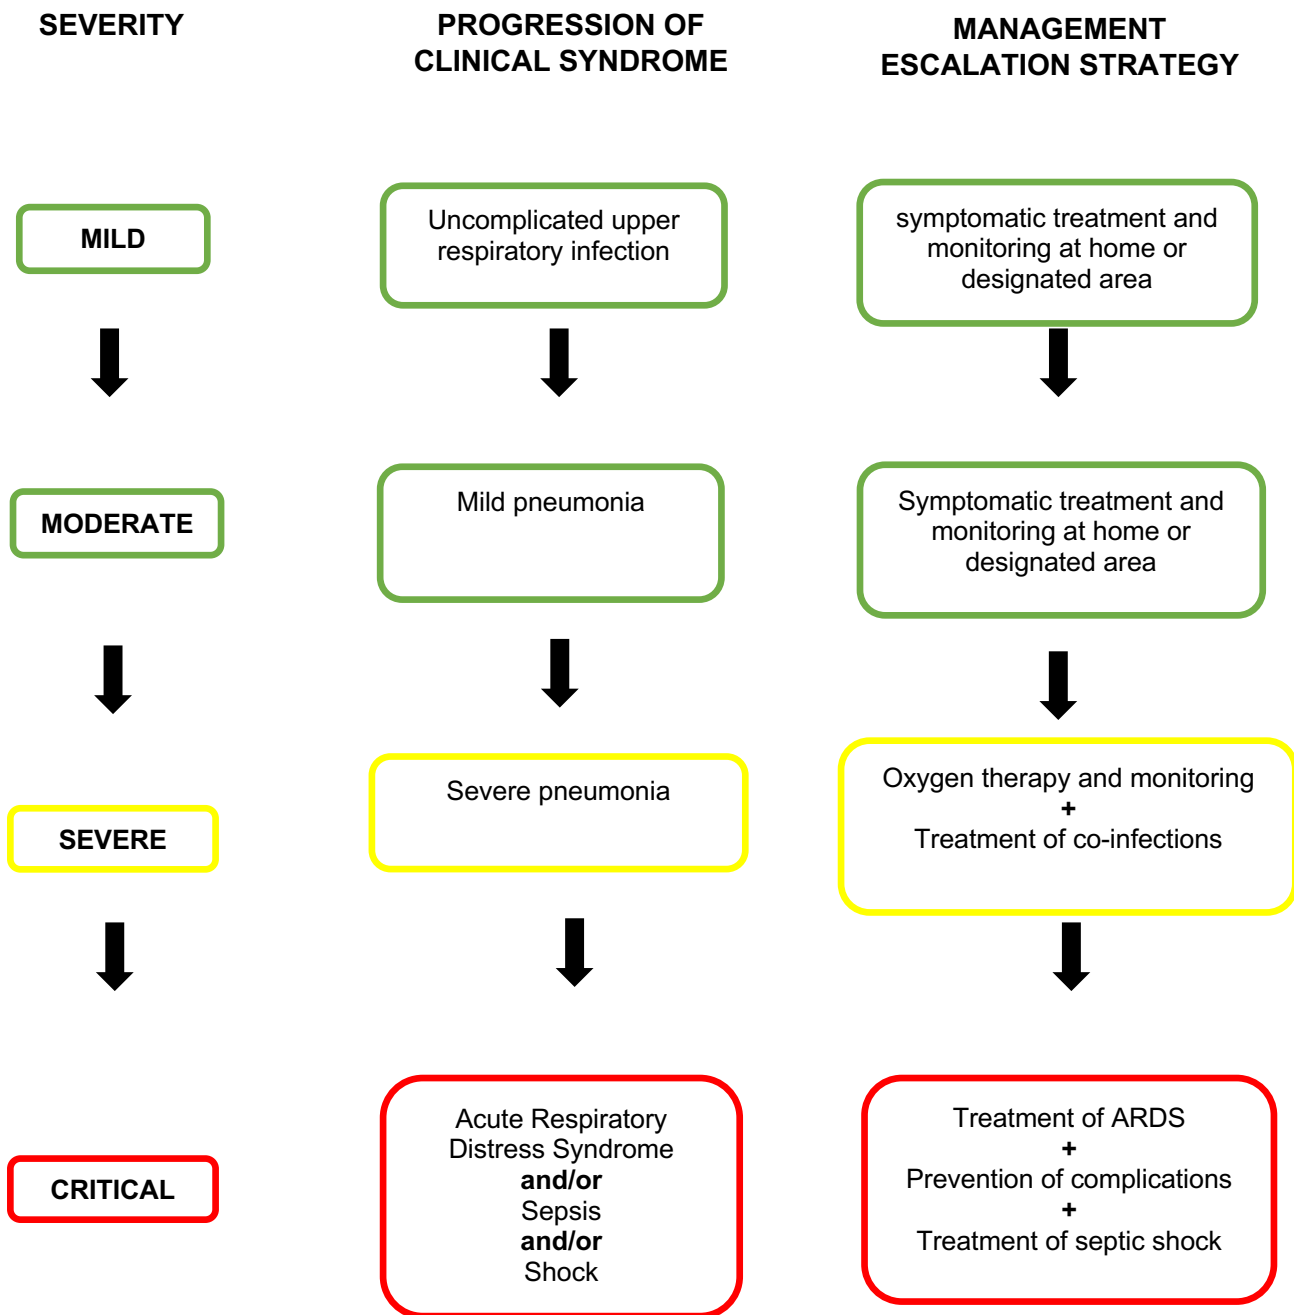 SEVERITY
PROGRESSION OF
CLINICAL SYNDROME
MANAGEMENT
ESCALATION STRATEGY
MILD
Uncomplicated upper
respiratory infection
symptomatic treatment and
monitoring at home or
designated area
MODERATE
Mild pneumonia
Symptomatic treatment and
monitoring at home or
designated area
SEVERE
Severe pneumonia
Oxygen therapy and monitoring
+
Treatment of co-infections
CRITICAL
Acute Respiratory
Distress Syndrome
and/or
Sepsis
and/or
Shock
Treatment of ARDS
+
Prevention of complications
+
Treatment of septic shock